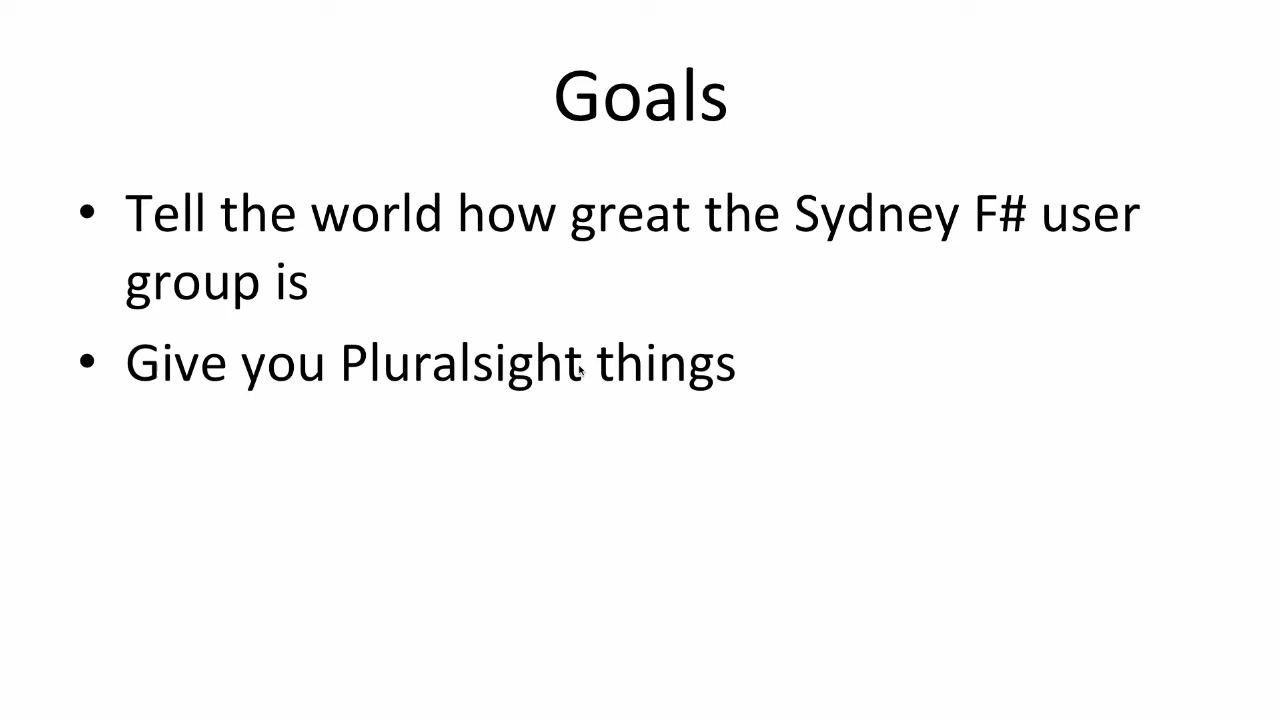 Goals
• Tell the world how great the Sydney F# user
group is
• Give you Pluralsight things